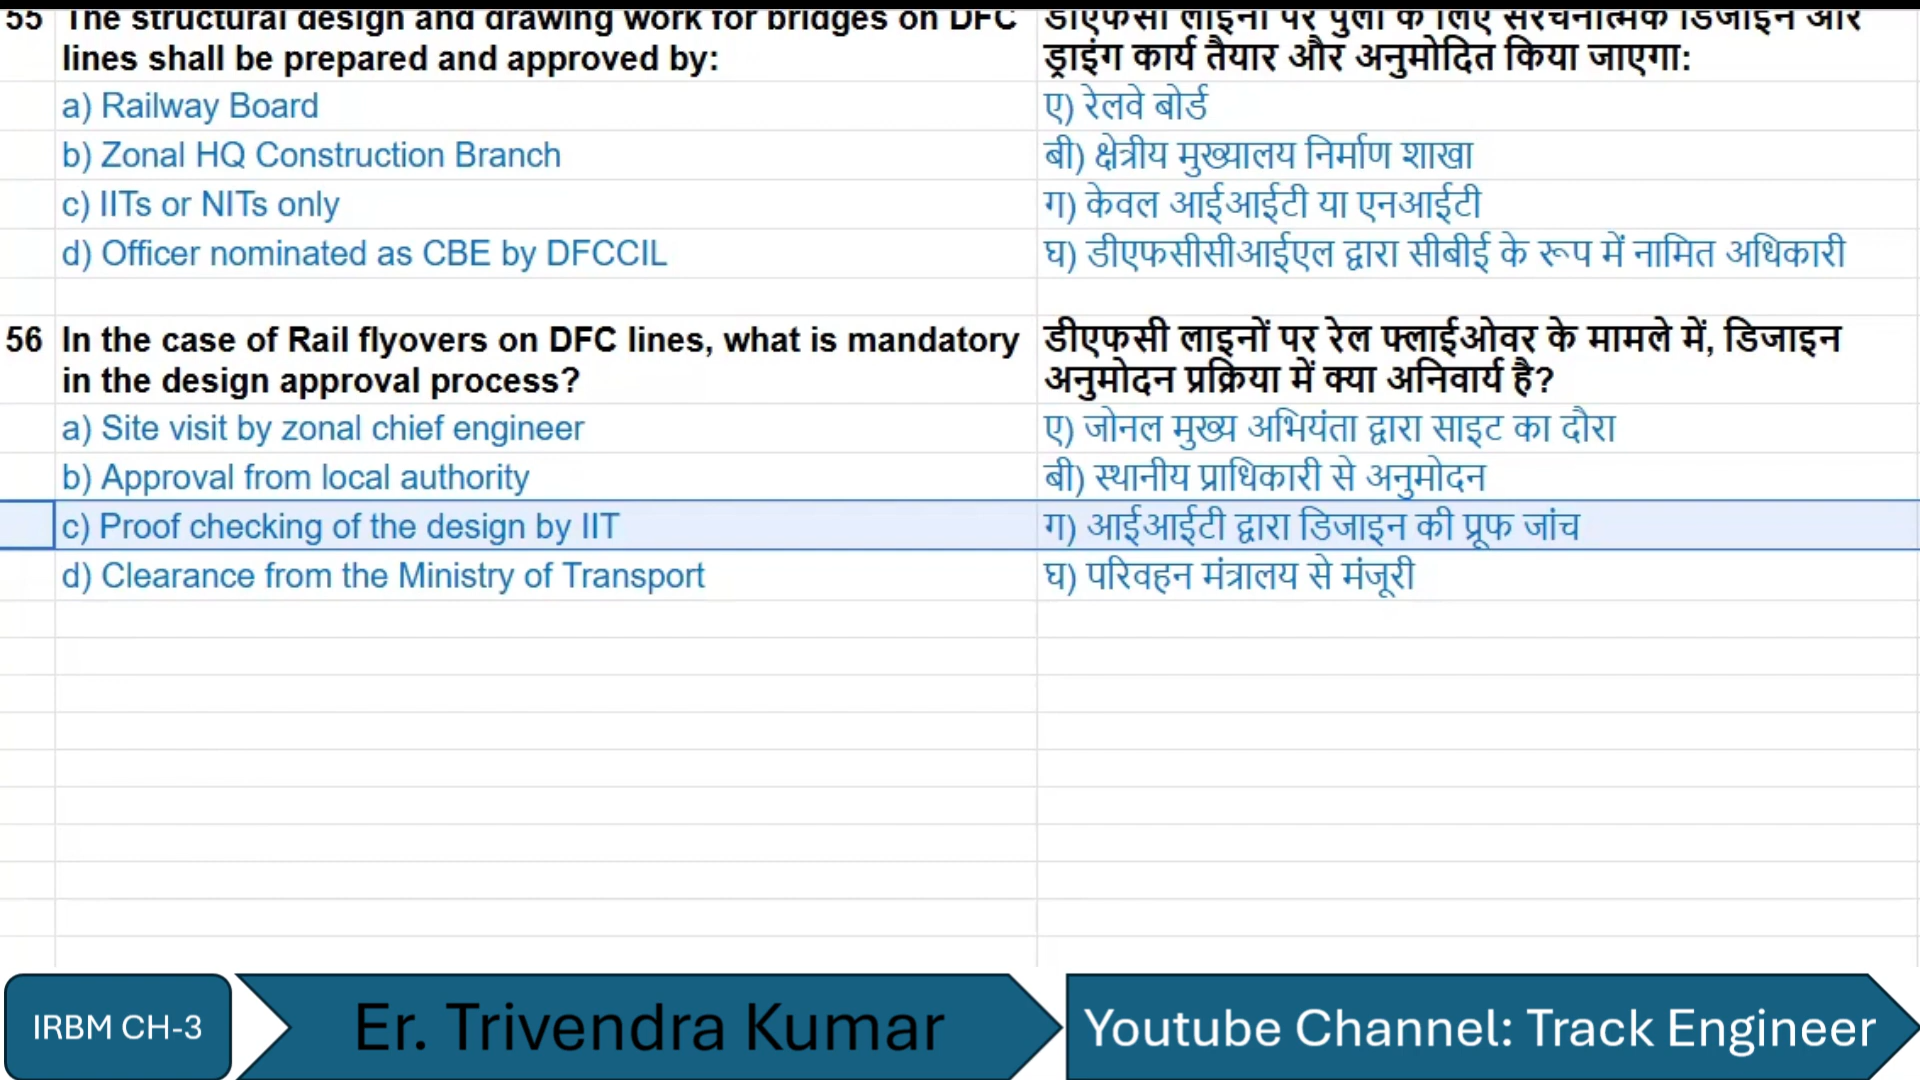 55 The structural design and drawing work for bridges on DFC
lines shall be prepared and approved by:
a) Railway Board
b) Zonal HQ Construction Branch
c) IITs or NITs only
d) Officer nominated as CBE by DFCCIL
डीएफसी लाइनों पर पुलों के लिए संरचनात्मक डिजाइन और
ड्राइंग कार्य तैयार और अनुमोदित किया जाएगा:
ए) रेलवे बोर्ड
बी) क्षेत्रीय मुख्यालय निर्माण शाखा
ग) केवल आईआईटी या एनआईटी
घ) डीएफसीसीआईएल द्वारा सीबीई के रूप में नामित अधिकारी
56 In the case of Rail flyovers on DFC lines, what is mandatory
in the design approval process?
a) Site visit by zonal chief engineer
b) Approval from local authority
c) Proof checking of the design by IIT
d) Clearance from the Ministry of Transport
डीएफसी लाइनों पर रेल फ्लाईओवर के मामले में, डिजाइन
अनुमोदन प्रक्रिया में क्या अनिवार्य है?
ए) जोनल मुख्य अभियंता द्वारा साइट का दौरा
बी) स्थानीय प्राधिकारी से अनुमोदन
ग) आईआईटी द्वारा डिजाइन की प्रूफ जांच
घ) परिवहन मंत्रालय से मंजूरी
IRBM CH-3
Er. Trivendra Kumar
Youtube Channel: Track Engineer